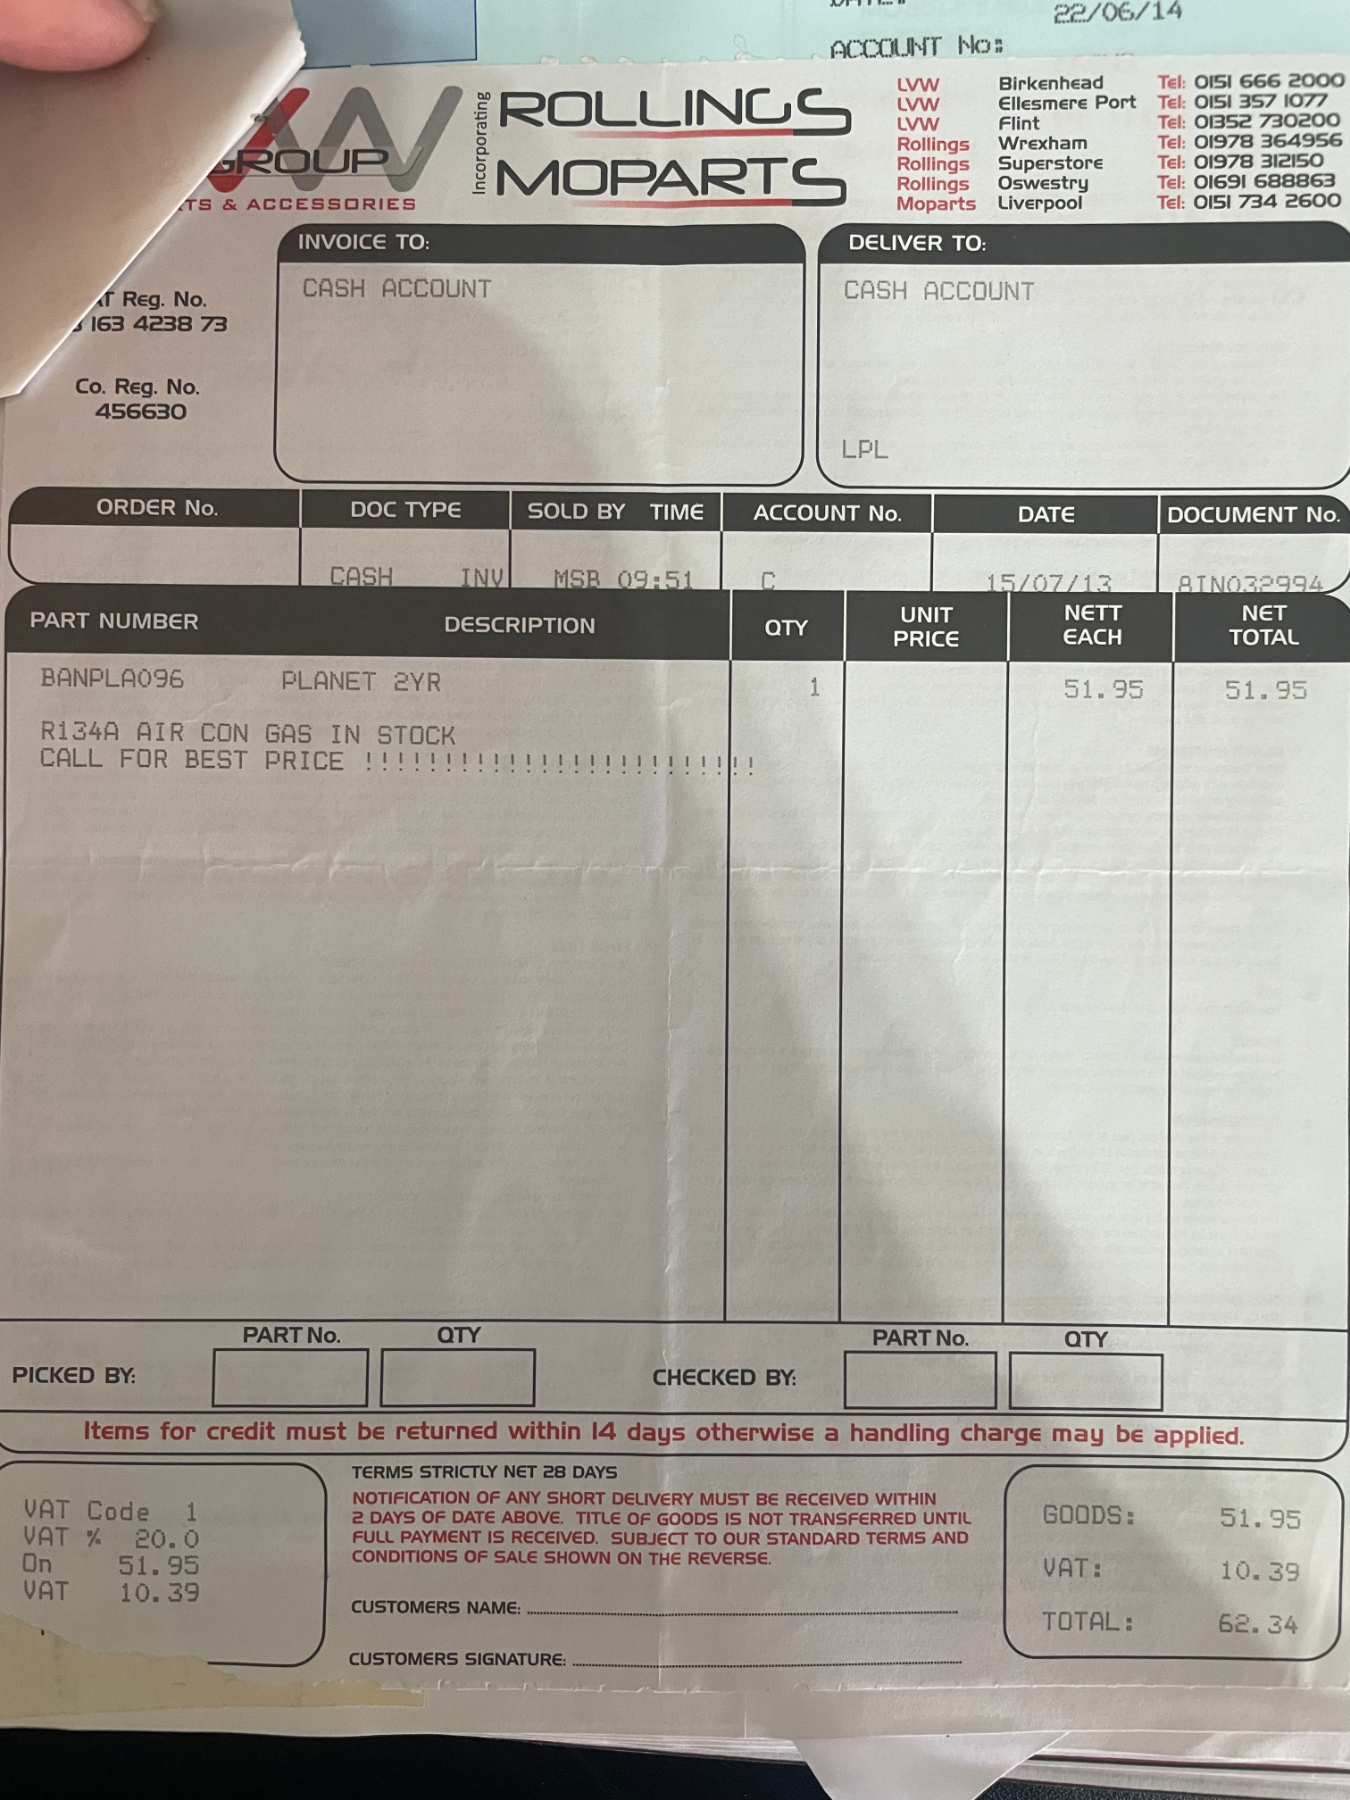 22/06/14
ACCOUNT No:
GROUP
TS & ACCESSORIES
Incorporating
ROLLINGS
MOPARTS
LVW Birkenhead Tel: 0151 666 2000
LVW Ellesmere Port Tel: 0151 357 1077
LVW Flint Tel: 01352 730200
Rollings Wrexham Tel: 01978 364956
Rollings Superstore Tel: 01978 312150
Rollings Oswestry Tel: 01691 688863
Moparts Liverpool Tel: 0151 734 2600
INVOICE TO: DELIVER TO:
CASH ACCOUNT CASH ACCOUNT
T Reg. No.
163 4238 73
Co. Reg. No.
456630
LPL
ORDER No. DOC TYPE SOLD BY TIME ACCOUNT No. DATE DOCUMENT No.
CASH INV MSB 09:51 C 15/07/13 8IN032994
PART NUMBER DESCRIPTION QTY UNIT PRICE NETT EACH NET TOTAL
BANPLA096 PLANET 2YR 1 51.95 51.95
R134A AIR CON GAS IN STOCK
CALL FOR BEST PRICE !!!!!!!!!!!!!!!!!!!!!!!!!
PART No. QTY PART No. QTY
PICKED BY: CHECKED BY:
Items for credit must be returned within 14 days otherwise a handling charge may be applied.
VAT Code 1
VAT % 20.0
On 51.95
VAT 10.39
TERMS STRICTLY NET 28 DAYS
NOTIFICATION OF ANY SHORT DELIVERY MUST BE RECEIVED WITHIN
2 DAYS OF DATE ABOVE. TITLE OF GOODS IS NOT TRANSFERRED UNTIL
FULL PAYMENT IS RECEIVED. SUBJECT TO OUR STANDARD TERMS AND
CONDITIONS OF SALE SHOWN ON THE REVERSE.
CUSTOMERS NAME:
CUSTOMERS SIGNATURE:
GOODS: 51.95
VAT: 10.39
TOTAL: 62.34